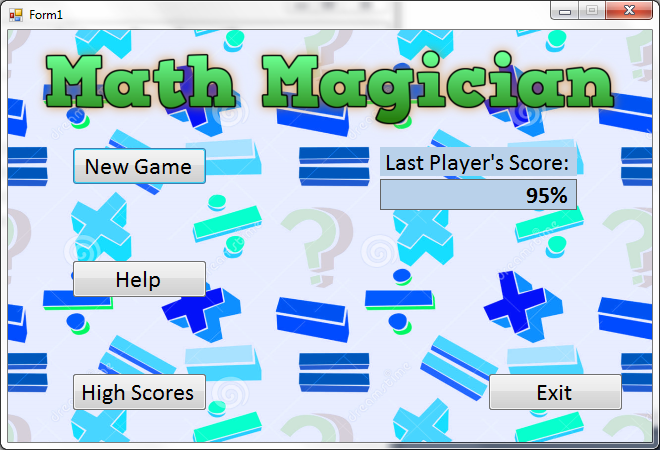 Form1
Math Magician
New Game
Last Player's Score:
95%
Help
High Scores
Exit